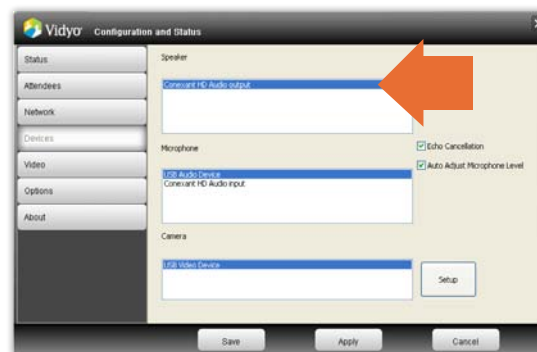 Vidyo Configuration and Status
Status
Attendees
Network
Devices
Video
Options
About
Speaker
Conexant HD Audio output
Microphone
USB Audio Device
Conexant HD Audio input
Echo Cancellation
Auto Adjust Microphone Level
Camera
USB Video Device
Setup
Save
Apply
Cancel